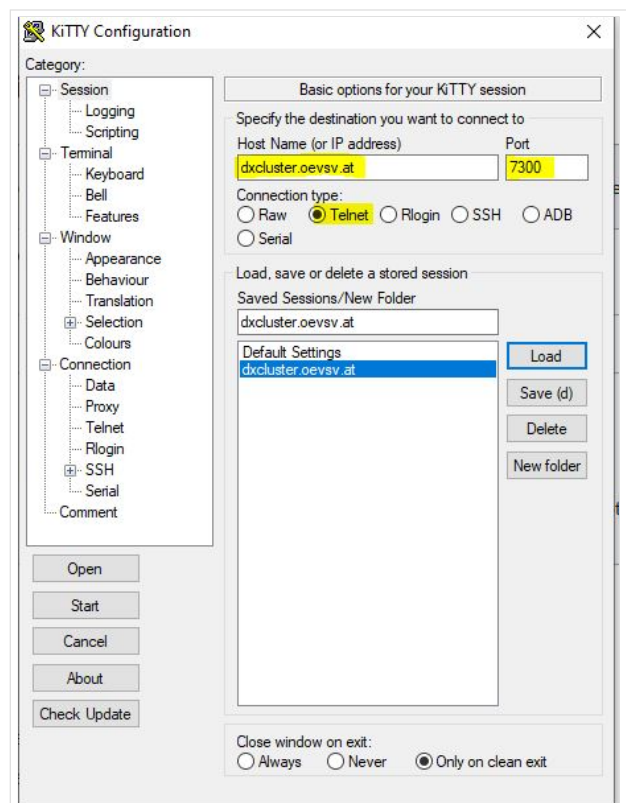 KiTTY Configuration
Category:
Session
Logging
Scripting
Terminal
Keyboard
Bell
Features
Window
Appearance
Behaviour
Translation
Selection
Colours
Connection
Data
Proxy
Telnet
Rlogin
SSH
Serial
Comment
Open
Start
Cancel
About
Check Update
Basic options for your KiTTY session
Specify the destination you want to connect to
Host Name (or IP address) Port
dxcluster.oevsv.at 7300
Connection type:
Raw Telnet Rlogin SSH ADB
Serial
Load, save or delete a stored session
Saved Sessions/New Folder
dxcluster.oevsv.at
Default Settings
dxcluster.oevsv.at
Load
Save (d)
Delete
New folder
Close window on exit:
Always Never Only on clean exit